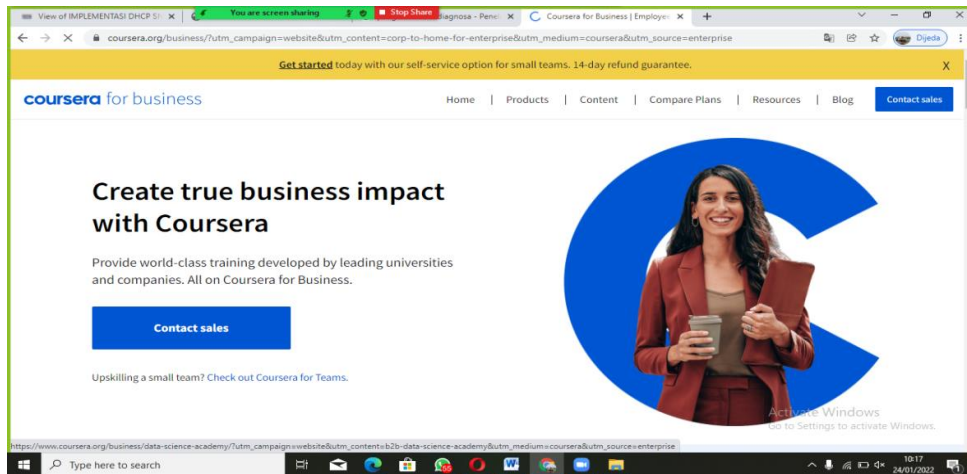 View of IMPLEMENTASI DHCP
You are screen sharing
Stop Share
diagnosa - Penel
Coursera for Business | Employe
coursera.org/business/?utm_campaign=website&utm_content=corp-to-home-for-enterprise&utm_medium=coursera&utm_source=enterprise
Dijeda
Get started today with our self-service option for small teams. 14-day refund guarantee.
X
coursera for business
Home | Products | Content | Compare Plans | Resources | Blog
Contact sales
Create true business impact
with Coursera
Provide world-class training developed by leading universities
and companies. All on Coursera for Business.
Contact sales
Upskilling a small team? Check out Coursera for Teams.
Activate Windows
Go to Settings to activate Windows.
https://www.coursera.org/business/data-science-academy/?utm_campaign=website&utm_content=b2b-data-science-academy&utm_medium=coursera&utm_source=enterprise
Type here to search
10:17
24/01/2022